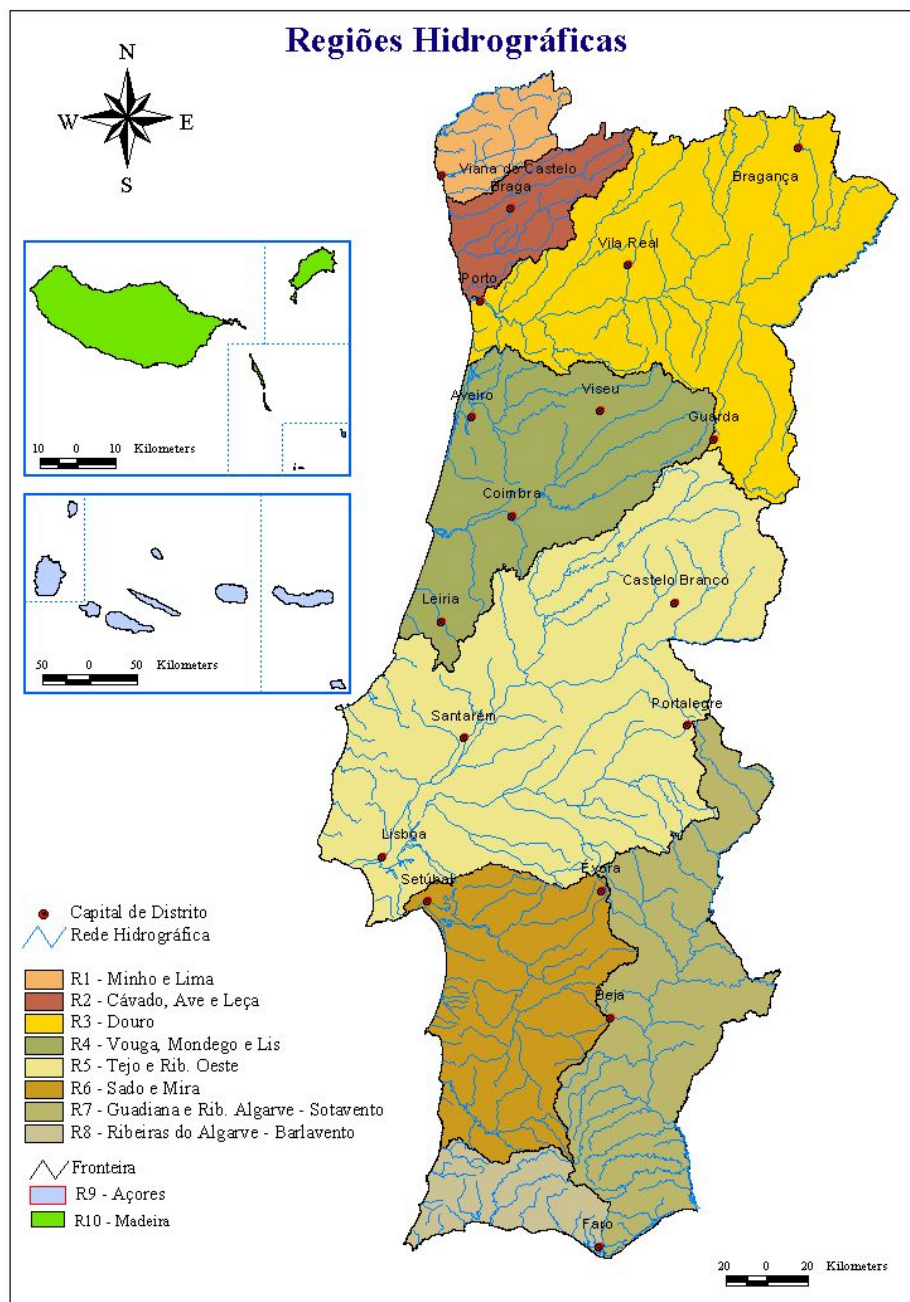 Regiões Hidrográficas
N
W E
S
Viana do Castelo
Braga
Bragança
Vila Real
Porto
Aveiro
Viseu
Guarda
10 0 10 Kilometers
Coimbra
Castelo Branco
Leiria
50 0 50 Kilometers
Portalegre
Santarém
Lisboa
Setúbal
Évora
Capital de Distrito
Rede Hidrográfica
R1 - Minho e Lima
R2 - Cávado, Ave e Leça
Beja
R3 - Douro
R4 - Vouga, Mondego e Lis
R5 - Tejo e Rib. Oeste
R6 - Sado e Mira
R7 - Guadiana e Rib. Algarve - Sotavento
R8 - Ribeiras do Algarve - Barlavento
Fronteira
R9 - Açores
R10 - Madeira
Faro
20 0 20 Kilometers